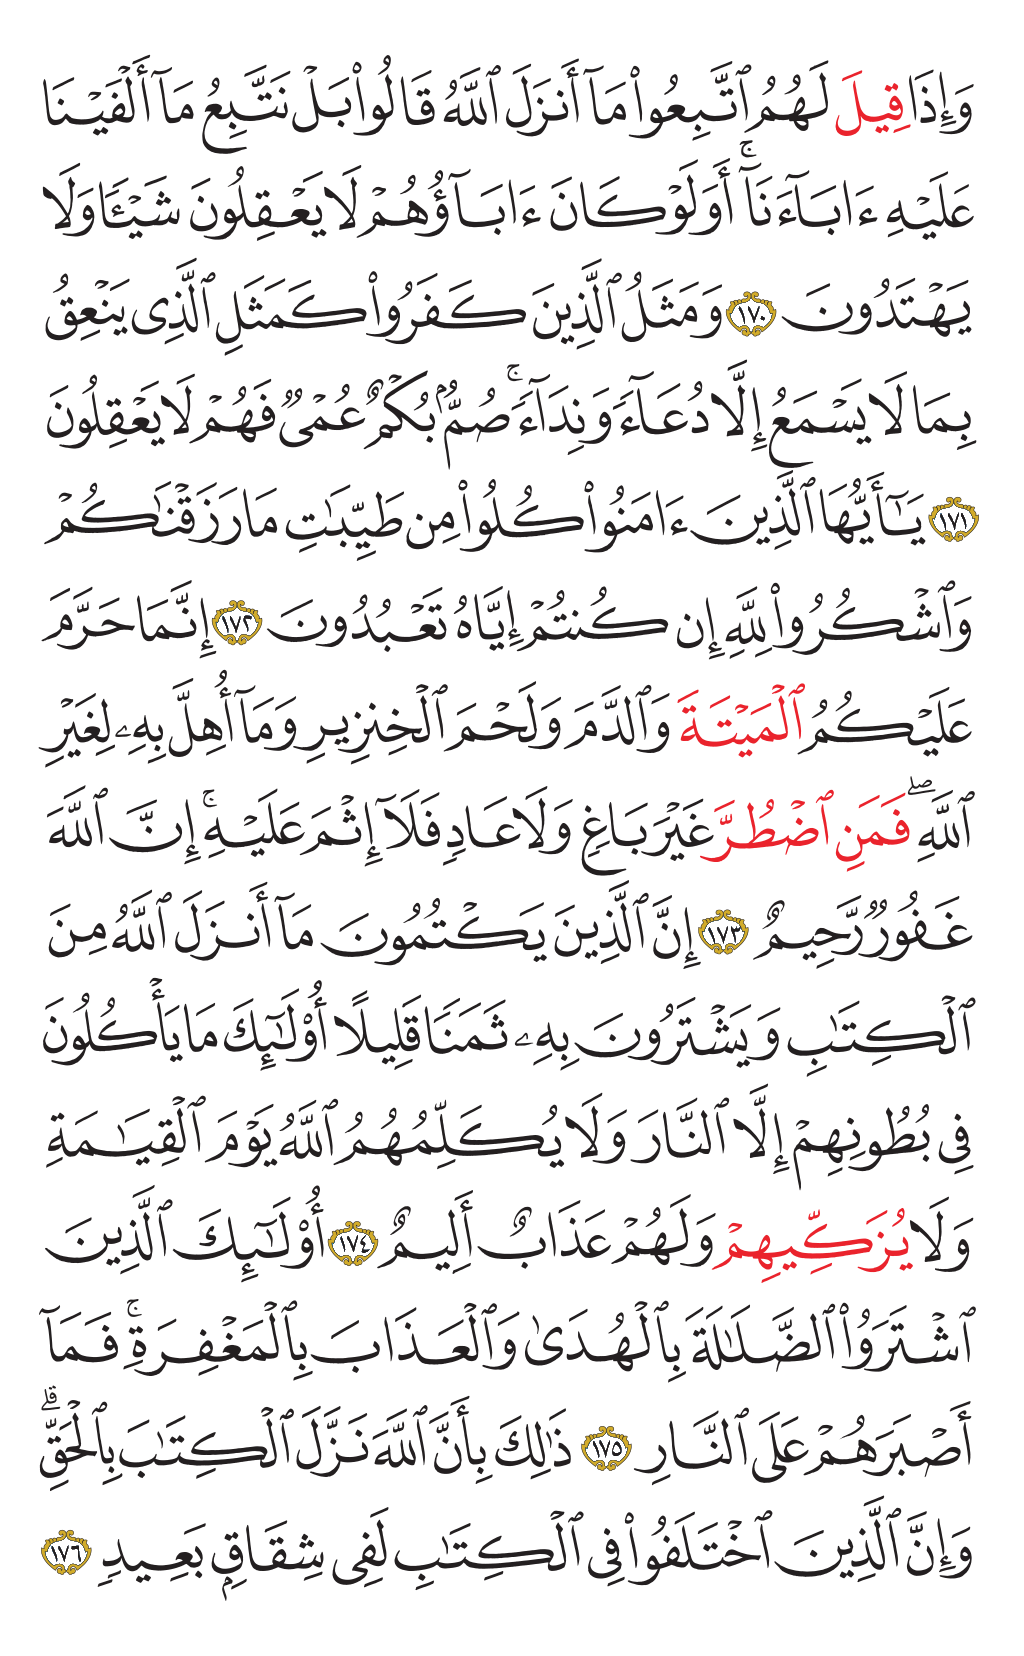 وَإِذَا قِيلَ لَهُمُ ٱتَّبِعُوا۟ مَآ أَنزَلَ ٱللَّهُ قَالُوا۟ بَلْ نَتَّبِعُ مَآ أَلْفَيْنَا
عَلَيْهِ ءَابَآءَنَآ ۚ أَوَلَوْ كَانَ ءَابَآؤُهُمْ لَا يَعْقِلُونَ شَيْـًٔا وَلَا
يَهْتَدُونَ ١٧٠ وَمَثَلُ ٱلَّذِينَ كَفَرُوا۟ كَمَثَلِ ٱلَّذِى يَنْعِقُ
بِمَا لَا يَسْمَعُ إِلَّا دُعَآءً وَنِدَآءً ۚ صُمٌّۢ بُكْمٌ عُمْىٌ فَهُمْ لَا يَعْقِلُونَ
١٧١ يَـٰٓأَيُّهَا ٱلَّذِينَ ءَامَنُوا۟ كُلُوا۟ مِن طَيِّبَـٰتِ مَا رَزَقْنَـٰكُمْ
وَٱشْكُرُوا۟ لِلَّهِ إِن كُنتُمْ إِيَّاهُ تَعْبُدُونَ ١٧٢ إِنَّمَا حَرَّمَ
عَلَيْكُمُ ٱلْمَيْتَةَ وَٱلدَّمَ وَلَحْمَ ٱلْخِنزِيرِ وَمَآ أُهِلَّ بِهِۦ لِغَيْرِ
ٱللَّهِ ۖ فَمَنِ ٱضْطُرَّ غَيْرَ بَاغٍ وَلَا عَادٍ فَلَآ إِثْمَ عَلَيْهِ ۚ إِنَّ ٱللَّهَ
غَفُورٌ رَّحِيمٌ ١٧٣ إِنَّ ٱلَّذِينَ يَكْتُمُونَ مَآ أَنزَلَ ٱللَّهُ مِنَ
ٱلْكِتَـٰبِ وَيَشْتَرُونَ بِهِۦ ثَمَنًا قَلِيلًا أُو۟لَـٰٓئِكَ مَا يَأْكُلُونَ
فِى بُطُونِهِمْ إِلَّا ٱلنَّارَ وَلَا يُكَلِّمُهُمُ ٱللَّهُ يَوْمَ ٱلْقِيَـٰمَةِ
وَلَا يُزَكِّيهِمْ وَلَهُمْ عَذَابٌ أَلِيمٌ ١٧٤ أُو۟لَـٰٓئِكَ ٱلَّذِينَ
ٱشْتَرَوُا۟ ٱلضَّلَـٰلَةَ بِٱلْهُدَىٰ وَٱلْعَذَابَ بِٱلْمَغْفِرَةِ ۚ فَمَآ
أَصْبَرَهُمْ عَلَى ٱلنَّارِ ١٧٥ ذَٰلِكَ بِأَنَّ ٱللَّهَ نَزَّلَ ٱلْكِتَـٰبَ بِٱلْحَقِّ ۗ
وَإِنَّ ٱلَّذِينَ ٱخْتَلَفُوا۟ فِى ٱلْكِتَـٰبِ لَفِى شِقَاقٍۭ بَعِيدٍ ١٧٦